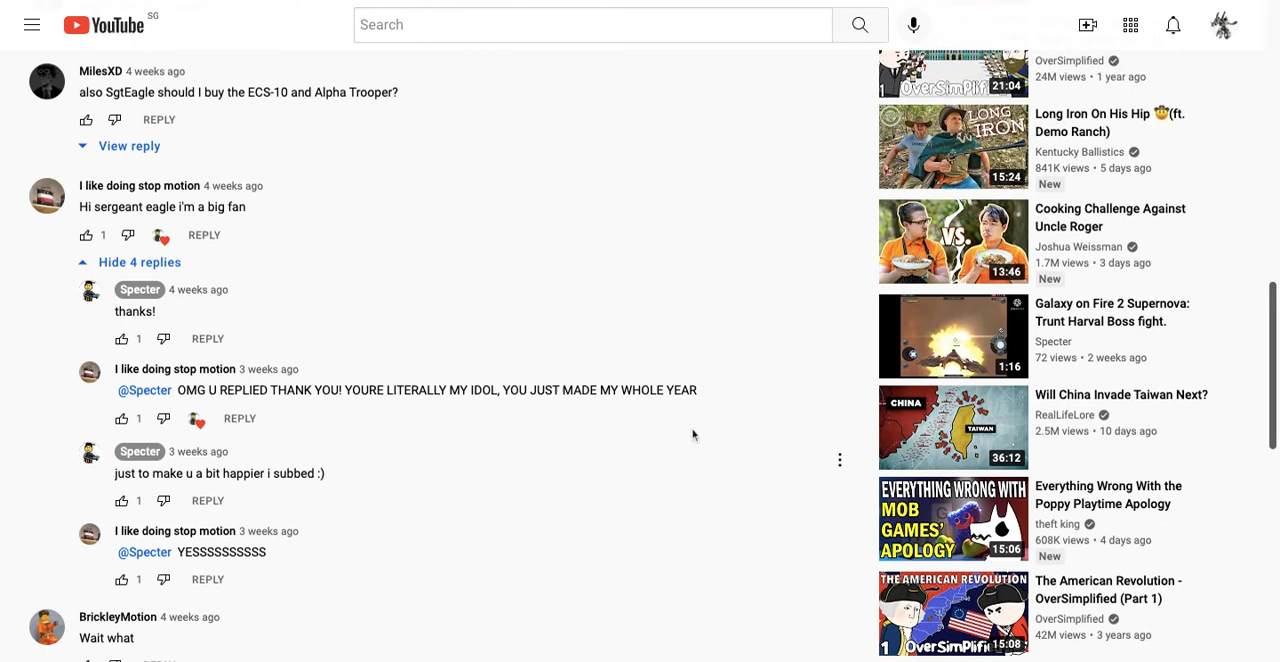 YouTube SG
Search
MilesXD 4 weeks ago
also SgtEagle should I buy the ECS-10 and Alpha Trooper?
REPLY
View reply
I like doing stop motion 4 weeks ago
Hi sergeant eagle i'm a big fan
1 REPLY
Hide 4 replies
Specter 4 weeks ago
thanks!
1 REPLY
I like doing stop motion 3 weeks ago
@Specter OMG U REPLIED THANK YOU! YOURE LITERALLY MY IDOL, YOU JUST MADE MY WHOLE YEAR
1 REPLY
Specter 3 weeks ago
just to make u a bit happier i subbed :)
1 REPLY
I like doing stop motion 3 weeks ago
@Specter YESSSSSSSSSS
1 REPLY
BrickleyMotion 4 weeks ago
Wait what
1 OverSimplifi
21:04
OverSimplified
24M views • 1 year ago
LONG
IRON
15:24
Long Iron On His Hip 🤠(ft.
Demo Ranch)
Kentucky Ballistics
841K views • 5 days ago
New
VS.
13:46
Cooking Challenge Against
Uncle Roger
Joshua Weissman
1.7M views • 3 days ago
New
1:16
Galaxy on Fire 2 Supernova:
Trunt Harval Boss fight.
Specter
72 views • 2 weeks ago
CHINA
TAIWAN
36:12
Will China Invade Taiwan Next?
RealLifeLore
2.5M views • 10 days ago
EVERYTHING WRONG WITH
MOB
GAMES'
APOLOGY
15:06
Everything Wrong With the
Poppy Playtime Apology
theft king
608K views • 4 days ago
New
THE AMERICAN REVOLUTION
1 OverSimplifi
15:08
The American Revolution -
OverSimplified (Part 1)
OverSimplified
42M views • 3 years ago